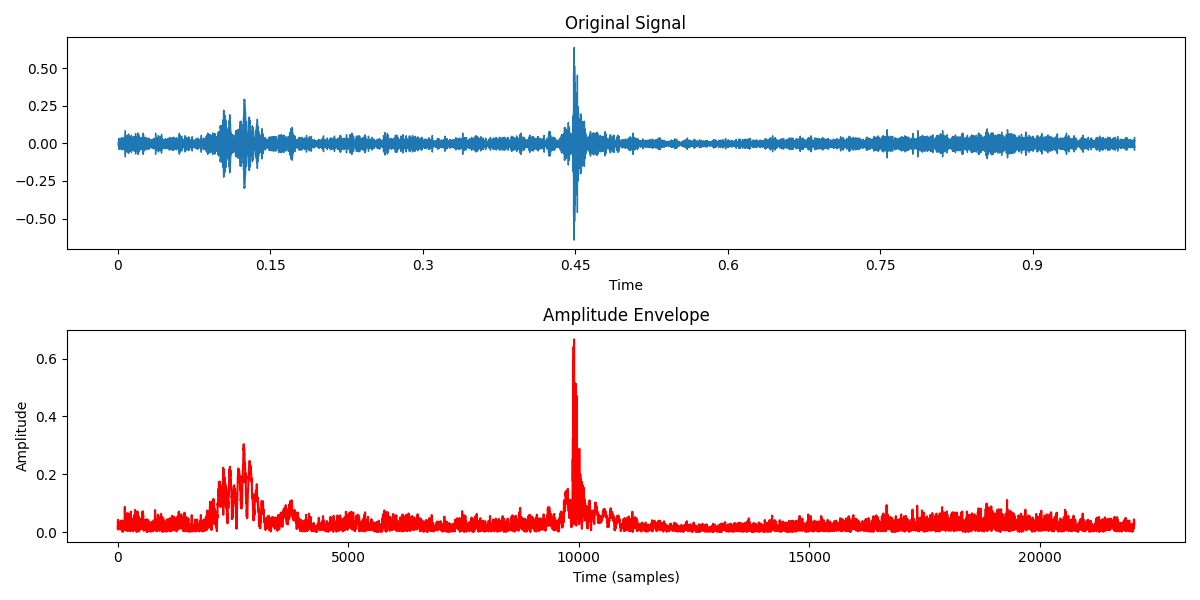 Original Signal
0.50
0.25
0.00
−0.25
−0.50
0 0.15 0.3 0.45 0.6 0.75 0.9
Time
Amplitude Envelope
Amplitude
0.6
0.4
0.2
0.0
0 5000 10000 15000 20000
Time (samples)